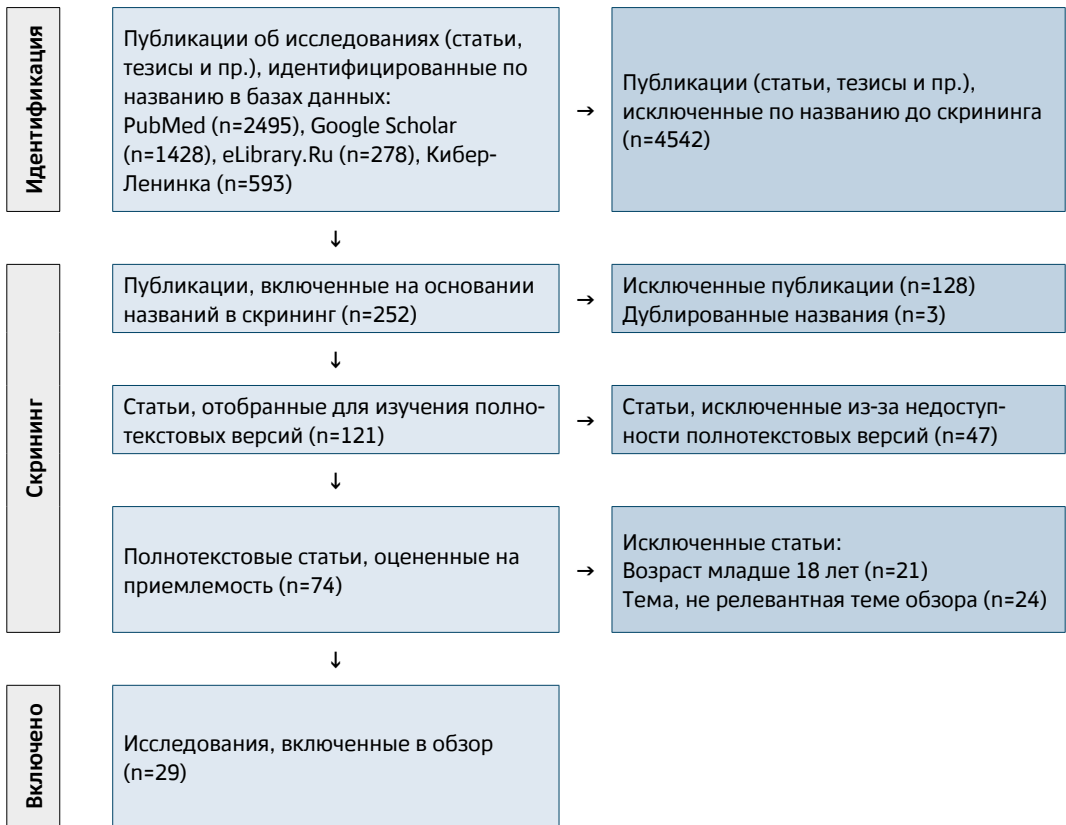 Идентификация
Публикации об исследованиях (статьи,
тезисы и пр.), идентифицированные по
названию в базах данных:
PubMed (n=2495), Google Scholar
(n=1428), eLibrary.Ru (n=278), Кибер-
Ленинка (n=593)
→
Публикации (статьи, тезисы и пр.),
исключенные по названию до скрининга
(n=4542)
↓
Скрининг
Публикации, включенные на основании
названий в скрининг (n=252)
→
Исключенные публикации (n=128)
Дублированные названия (n=3)
↓
Статьи, отобранные для изучения полно-
текстовых версий (n=121)
→
Статьи, исключенные из-за недоступ-
ности полнотекстовых версий (n=47)
↓
Полнотекстовые статьи, оцененные на
приемлемость (n=74)
→
Исключенные статьи:
Возраст младше 18 лет (n=21)
Тема, не релевантная теме обзора (n=24)
↓
Включено
Исследования, включенные в обзор
(n=29)